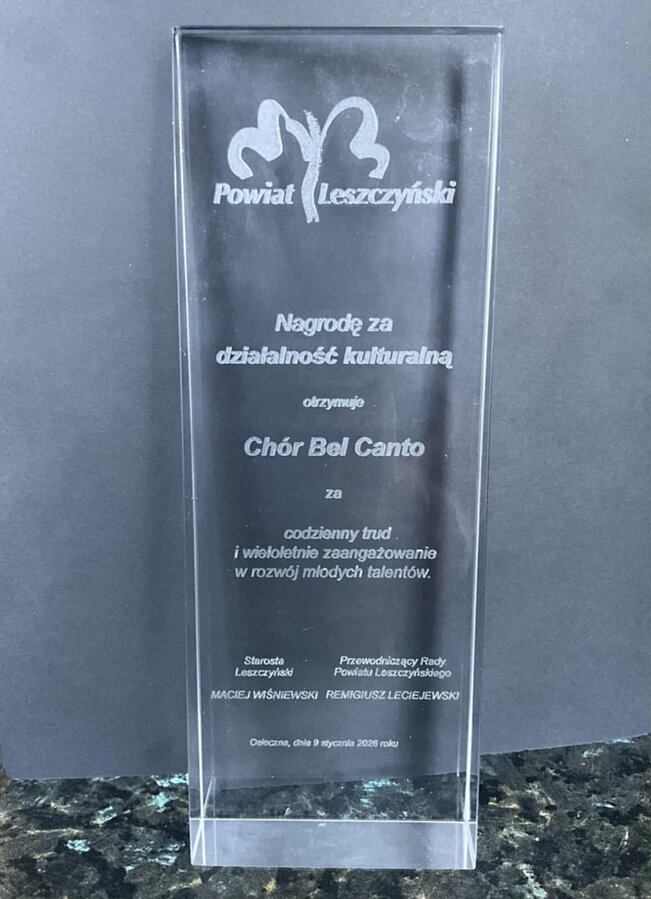 Powiat Leszczyński
Nagrodę za
działalność kulturalną
otrzymuje
Chór Bel Canto
za
codzienny trud
i wieloletnie zaangażowanie
w rozwój młodych talentów.
Starosta Przewodniczący Rady
Leszczyński Powiatu Leszczyńskiego
MACIEJ WIŚNIEWSKI REMIGIUSZ LECIEJEWSKI
Osieczna, dnia 9 stycznia 2026 roku